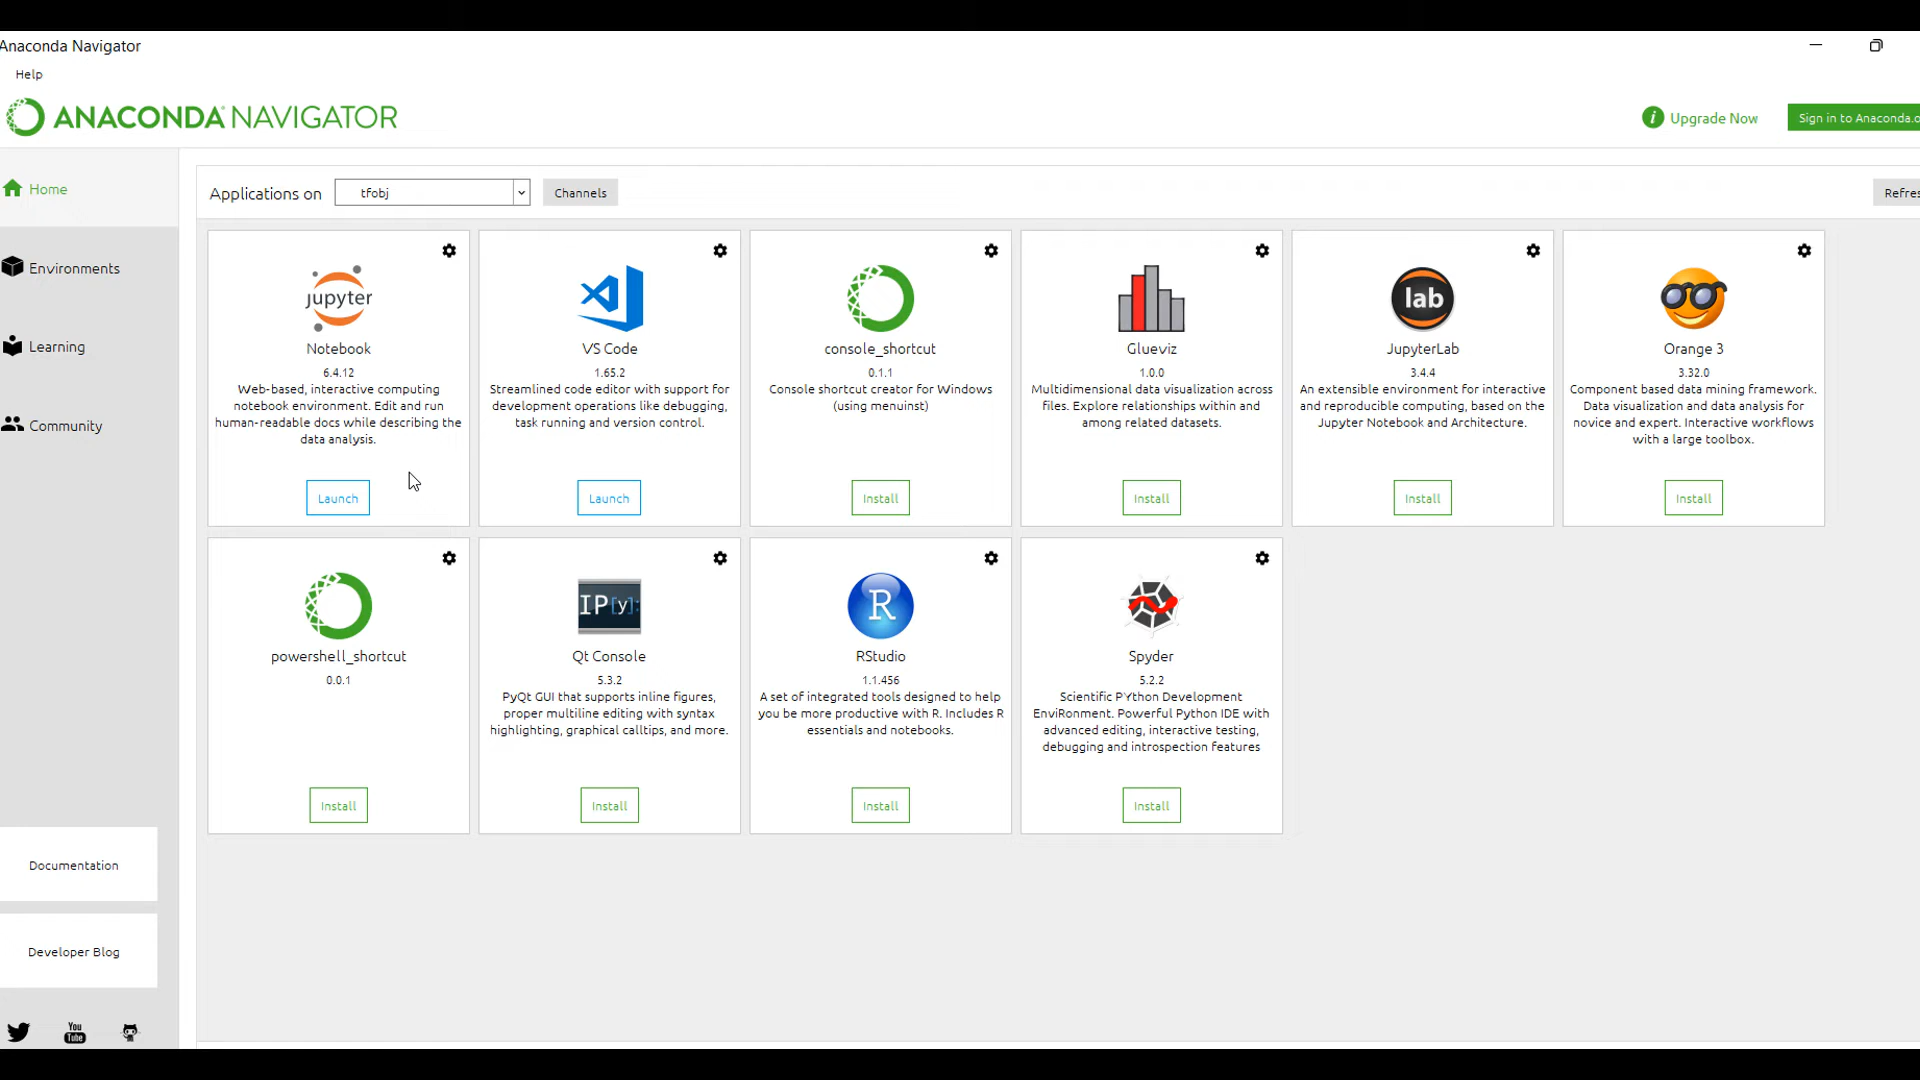 Anaconda Navigator
Help
ANACONDA NAVIGATOR
Upgrade Now
Sign in to Anaconda.o
Home
Applications on
tfobj
Channels
Refres
Environments
Learning
Community
jupyter
Notebook
6.4.12
Web-based, interactive computing
notebook environment. Edit and run
human-readable docs while describing the
data analysis.
Launch
VS Code
1.65.2
Streamlined code editor with support for
development operations like debugging,
task running and version control.
Launch
console_shortcut
0.1.1
Console shortcut creator for Windows
(using menuinst)
Install
Glueviz
1.0.0
Multidimensional data visualization across
files. Explore relationships within and
among related datasets.
Install
lab
JupyterLab
3.4.4
An extensible environment for interactive
and reproducible computing, based on the
Jupyter Notebook and Architecture.
Install
Orange 3
3.32.0
Component based data mining framework.
Data visualization and data analysis for
novice and expert. Interactive workflows
with a large toolbox.
Install
powershell_shortcut
0.0.1
Install
IP[y]:
Qt Console
5.3.2
PyQt GUI that supports inline figures,
proper multiline editing with syntax
highlighting, graphical calltips, and more.
Install
R
RStudio
1.1.456
A set of integrated tools designed to help
you be more productive with R. Includes R
essentials and notebooks.
Install
Spyder
5.2.2
Scientific PYthon Development
EnviRonment. Powerful Python IDE with
advanced editing, interactive testing,
debugging and introspection features
Install
Documentation
Developer Blog
You
Tube